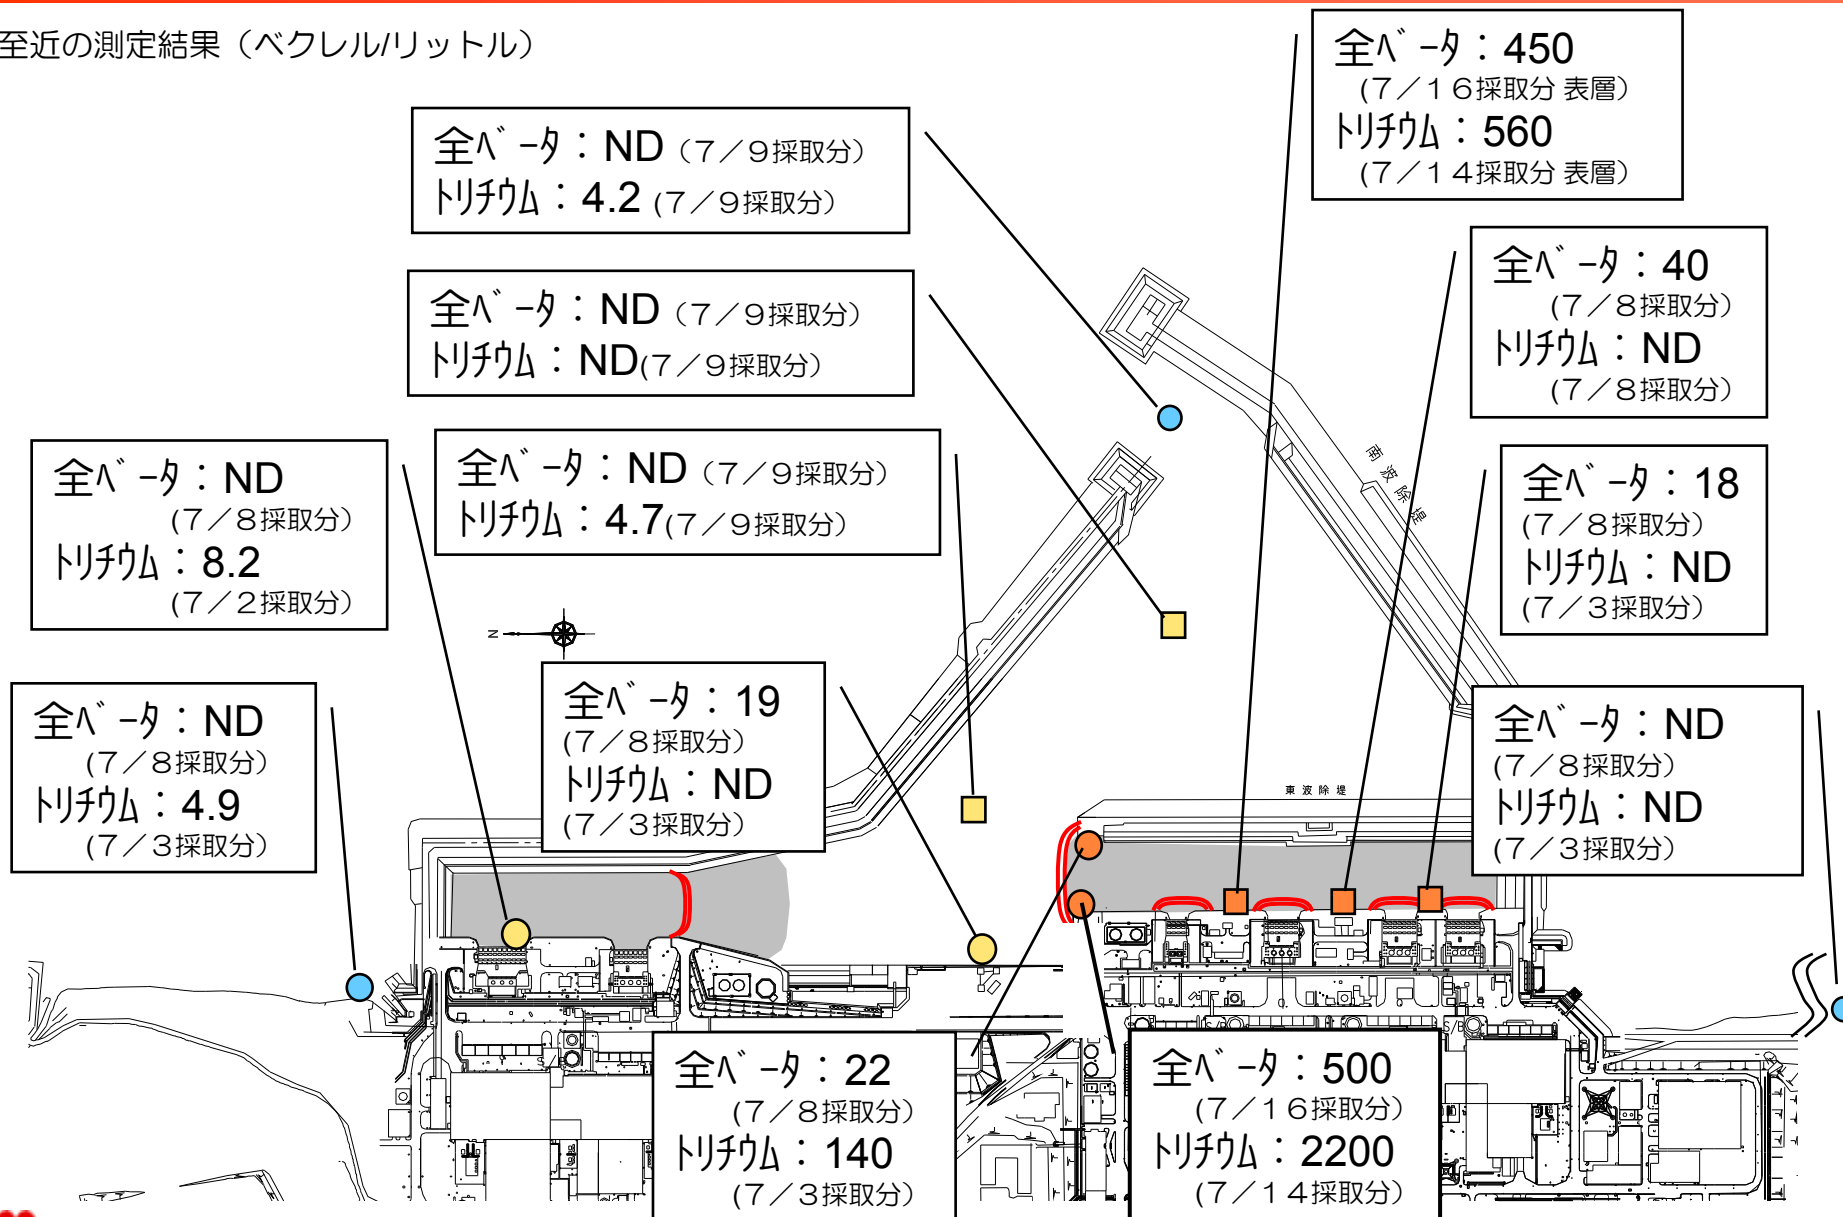 至近の測定結果（ベクレル/リットル）
全ﾍﾞｰﾀ：450
(７／１６採取分 表層）
ﾄﾘﾁｳﾑ：560
(７／１４採取分 表層）
全ﾍﾞｰﾀ：ND（７／９採取分）
ﾄﾘﾁｳﾑ：4.2 (７／９採取分）
全ﾍﾞｰﾀ：40
(７／８採取分）
ﾄﾘﾁｳﾑ：ND
(７／８採取分）
全ﾍﾞｰﾀ：ND（７／９採取分）
ﾄﾘﾁｳﾑ：ND(７／９採取分）
全ﾍﾞｰﾀ：ND（７／９採取分）
ﾄﾘﾁｳﾑ：4.7(７／９採取分）
全ﾍﾞｰﾀ：ND
(７／８採取分）
ﾄﾘﾁｳﾑ：8.2
(７／２採取分）
南波除堤
全ﾍﾞｰﾀ：18
(７／８採取分）
ﾄﾘﾁｳﾑ：ND
(７／３採取分）
N
全ﾍﾞｰﾀ：19
(７／８採取分）
ﾄﾘﾁｳﾑ：ND
(７／３採取分）
全ﾍﾞｰﾀ：ND
(７／８採取分）
ﾄﾘﾁｳﾑ：4.9
(７／３採取分）
全ﾍﾞｰﾀ：ND
(７／８採取分）
ﾄﾘﾁｳﾑ：ND
(７／３採取分）
東波除堤
全ﾍﾞｰﾀ：22
(７／８採取分）
ﾄﾘﾁｳﾑ：140
(７／３採取分）
全ﾍﾞｰﾀ：500
(７／１６採取分）
ﾄﾘﾁｳﾑ：2200
(７／１４採取分）